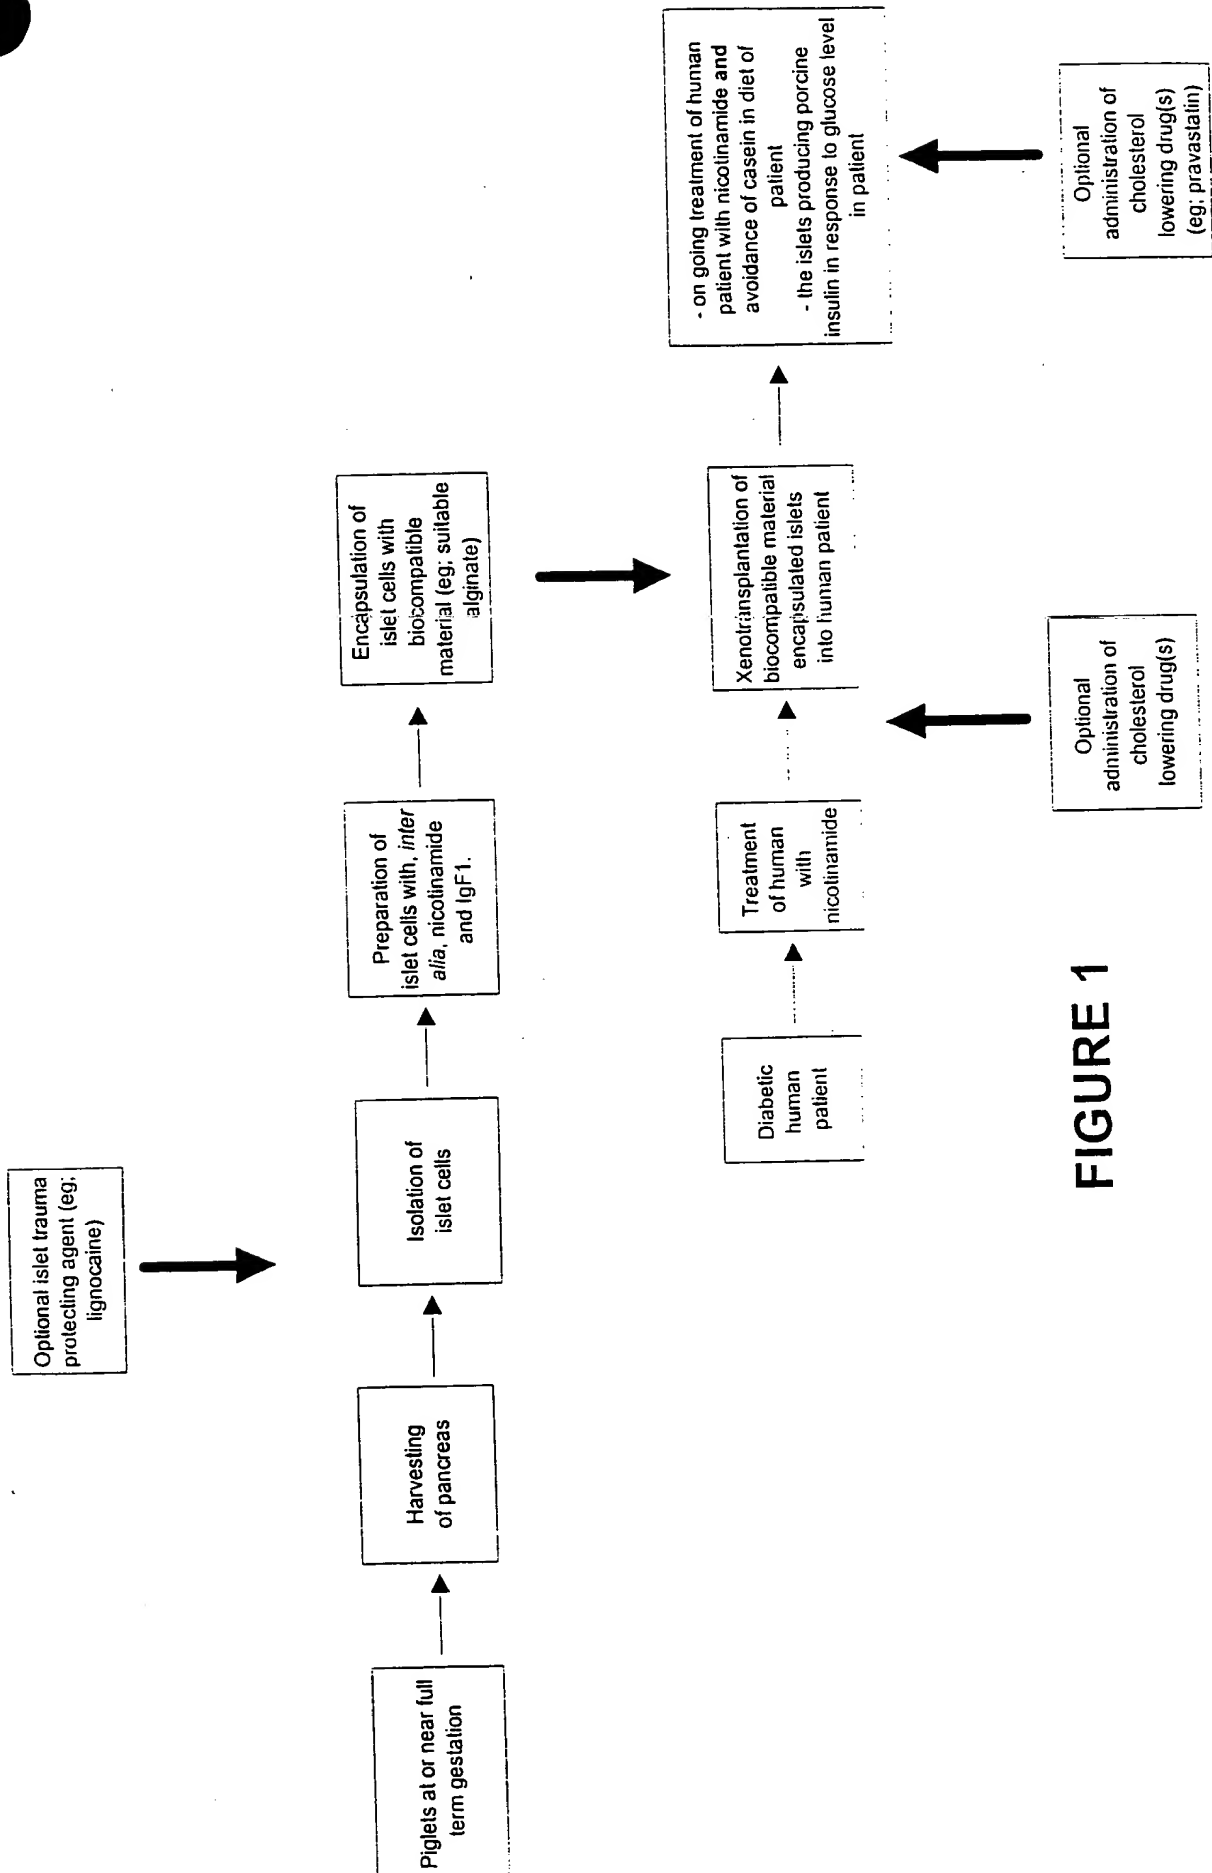 Optional islet trauma
protecting agent (eg;
lignocaine)
Piglets at or near full
term gestation
Harvesting
of pancreas
Isolation of
islet cells
Preparation of
islet cells with, inter
alia, nicotinamide
and IgF1.
Encapsulation of
islet cells with
biocompatible
material (eg; suitable
alginate)
Diabetic
human
patient
Treatment
of human
with
nicotinamide
Xenotransplantation of
biocompatible material
encapsulated islets
into human patient
- on going treatment of human
patient with nicotinamide and
avoidance of casein in diet of
patient
- the islets producing porcine
insulin in response to glucose level
in patient
Optional
administration of
cholesterol
lowering drug(s)
Optional
administration of
cholesterol
lowering drug(s)
(eg; pravastatin)
FIGURE 1